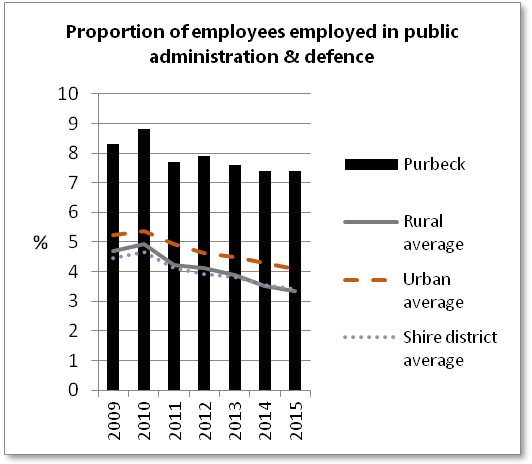 Proportion of employees employed in public
administration & defence
10
9
8
7
6
5
4
3
2
1
0
%
2009
2010
2011
2012
2013
2014
2015
Purbeck
Rural
average
Urban
average
Shire district
average